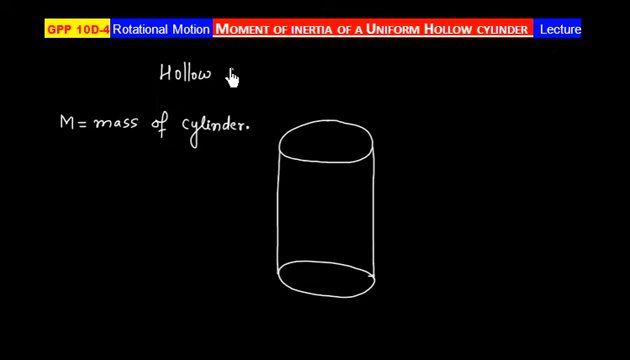 GPP 10D-4 Rotational Motion MOMENT OF INERTIA OF A UNIFORM HOLLOW CYLINDER Lecture
Hollow
M = mass of cylinder.